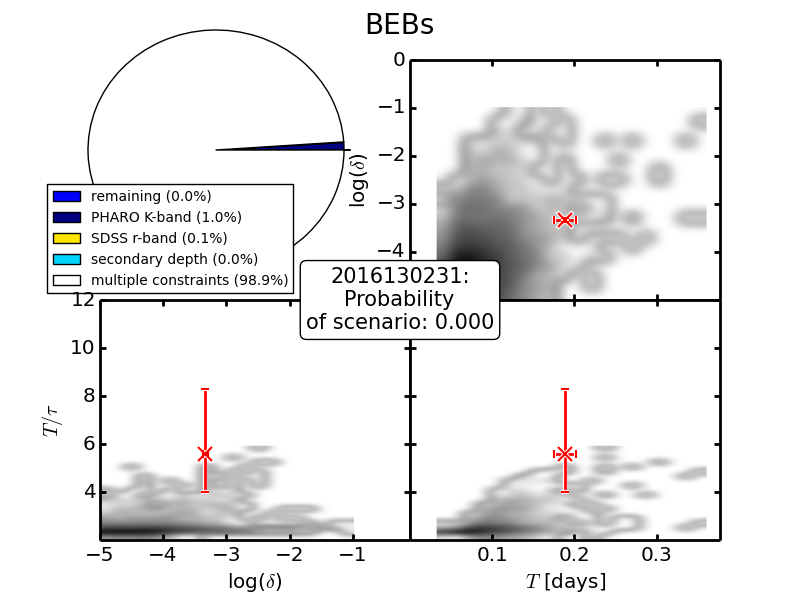 BEBs
remaining (0.0%)
PHARO K-band (1.0%)
SDSS r-band (0.1%)
secondary depth (0.0%)
multiple constraints (98.9%)
0
−1
−2
−3
−4
log(δ)
2016130231:
Probability
of scenario: 0.000
12
10
8
6
4
T/τ
−5 −4 −3 −2 −1
log(δ)
0.1 0.2 0.3
T [days]